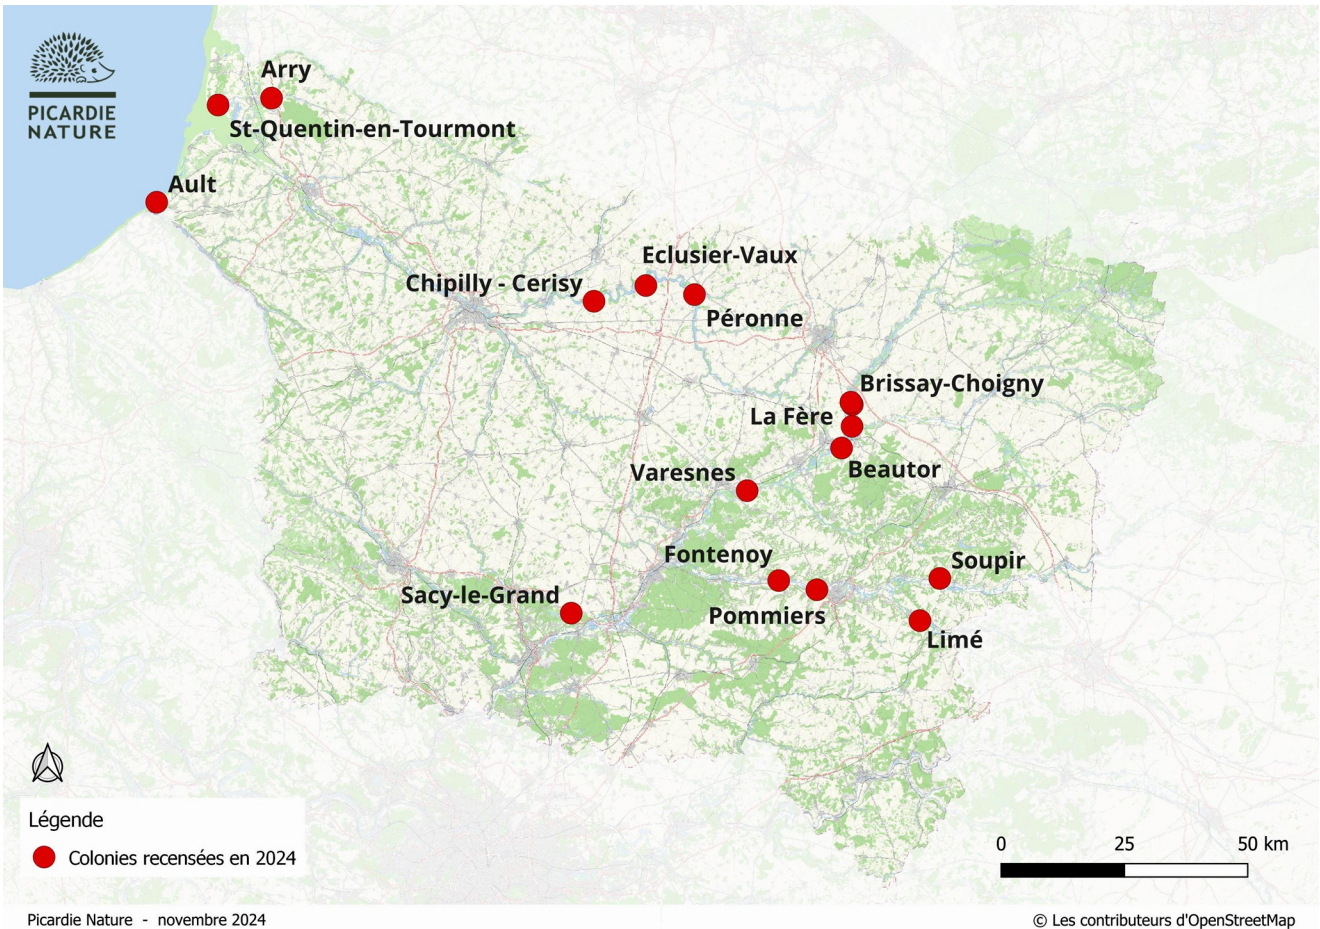 PICARDIE
NATURE
Arry
St-Quentin-en-Tourmont
Ault
Eclusier-Vaux
Chipilly - Cerisy
Péronne
Brissay-Choigny
La Fère
Beautor
Varesnes
Fontenoy
Soupir
Sacy-le-Grand
Pommiers
Limé
Légende
Colonies recensées en 2024
0 25 50 km
Picardie Nature - novembre 2024
© Les contributeurs d'OpenStreetMap